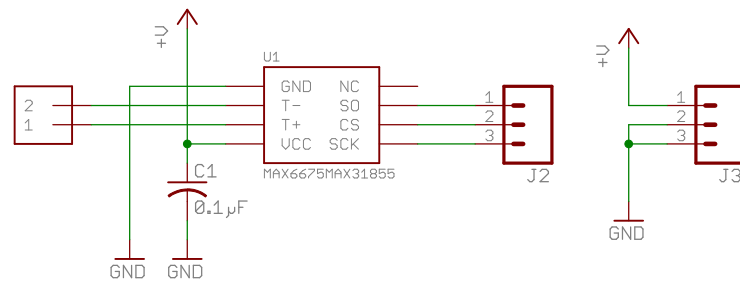 +V
U1
GND NC
T- SO
T+ CS
VCC SCK
MAX6675MAX31855
2
1
1
2
3
J2
C1
0.1µF
GND
GND
+V
1
2
3
J3
GND